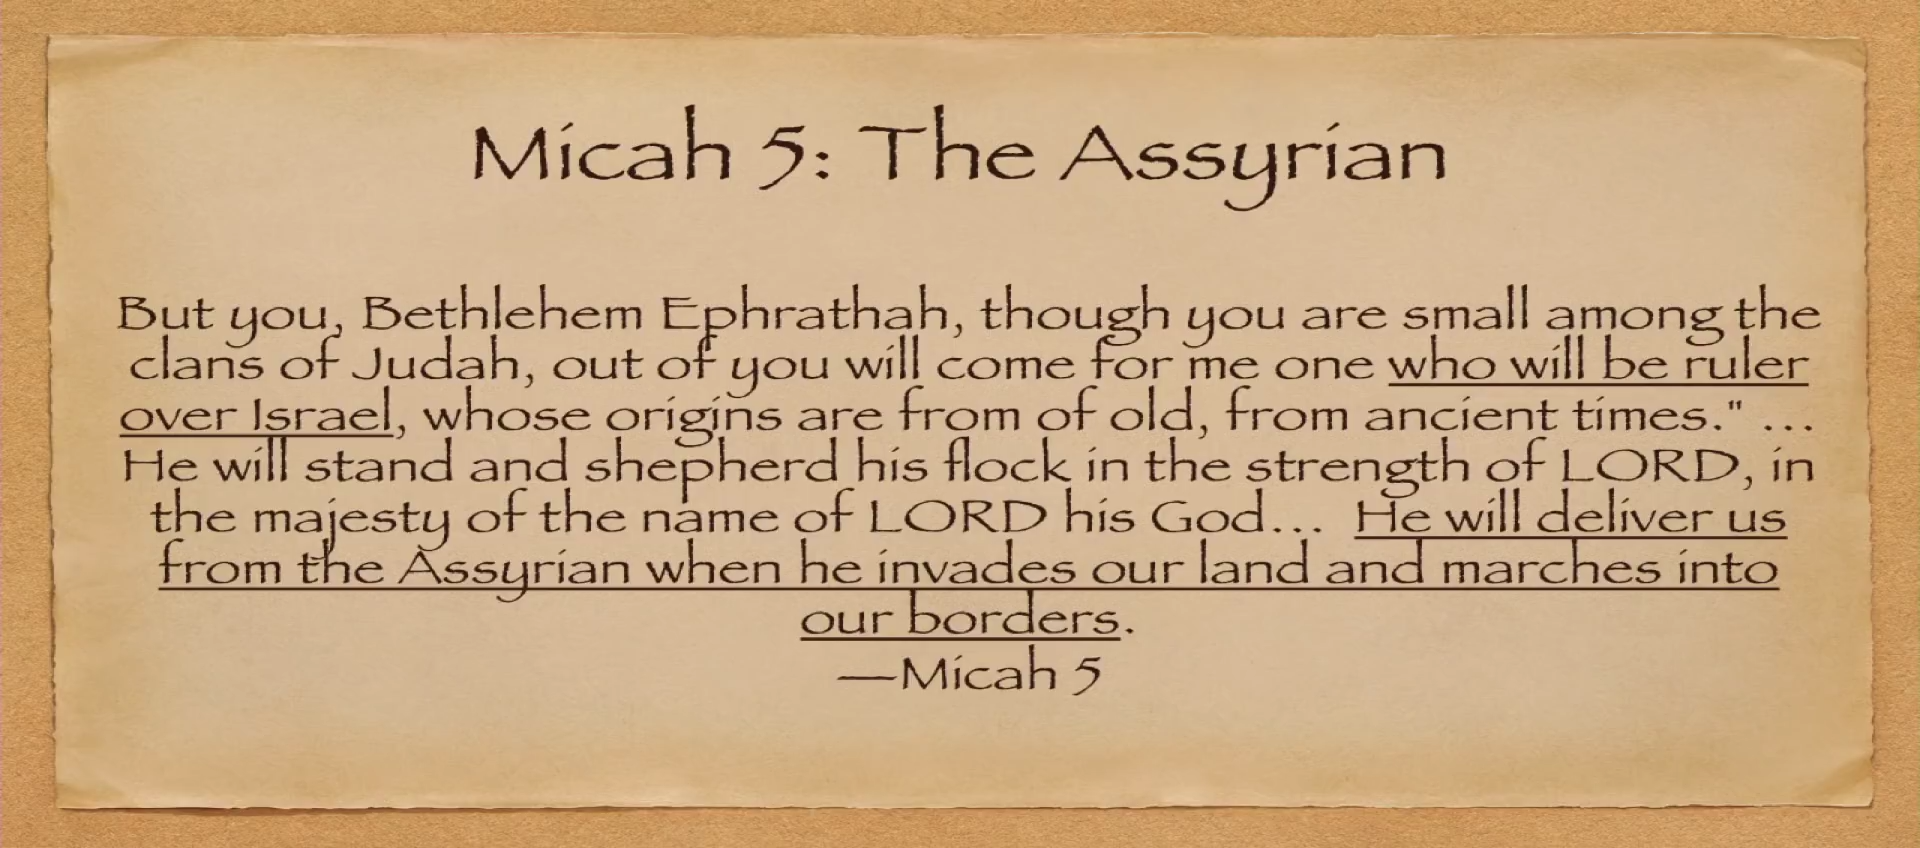 Micah 5: The Assyrian
But you, Bethlehem Ephrathah, though you are small among the
clans of Judah, out of you will come for me one who will be ruler
over Israel, whose origins are from of old, from ancient times." ...
He will stand and shepherd his flock in the strength of LORD, in
the majesty of the name of LORD his God... He will deliver us
from the Assyrian when he invades our land and marches into
our borders.
—Micah 5